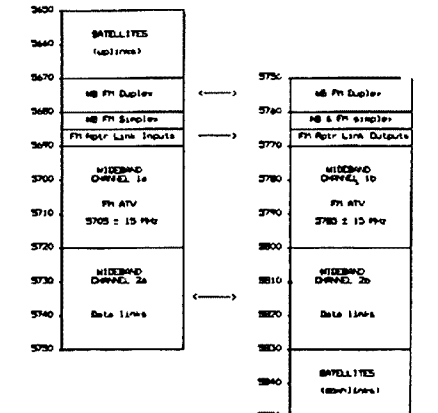 5650
5660
SATELLITES
(uplinks)
5670
NB FM Duplex
5680
NB FM Simplex
FM Rptr Link Inputs
5690
5700
WIDEBAND
CHANNEL 1a
FM ATV
5710
5705 ± 15 MHz
5720
5730
WIDEBAND
CHANNEL 2a
5740
Data links
5750
5750
NB FM Duplex
5760
NB & FM simplex
FM Rptr Link Outputs
5770
5780
WIDEBAND
CHANNEL 1b
FM ATV
5790
5785 ± 15 MHz
5800
5810
WIDEBAND
CHANNEL 2b
5820
Data links
5830
5840
SATELLITES
(downlinks)